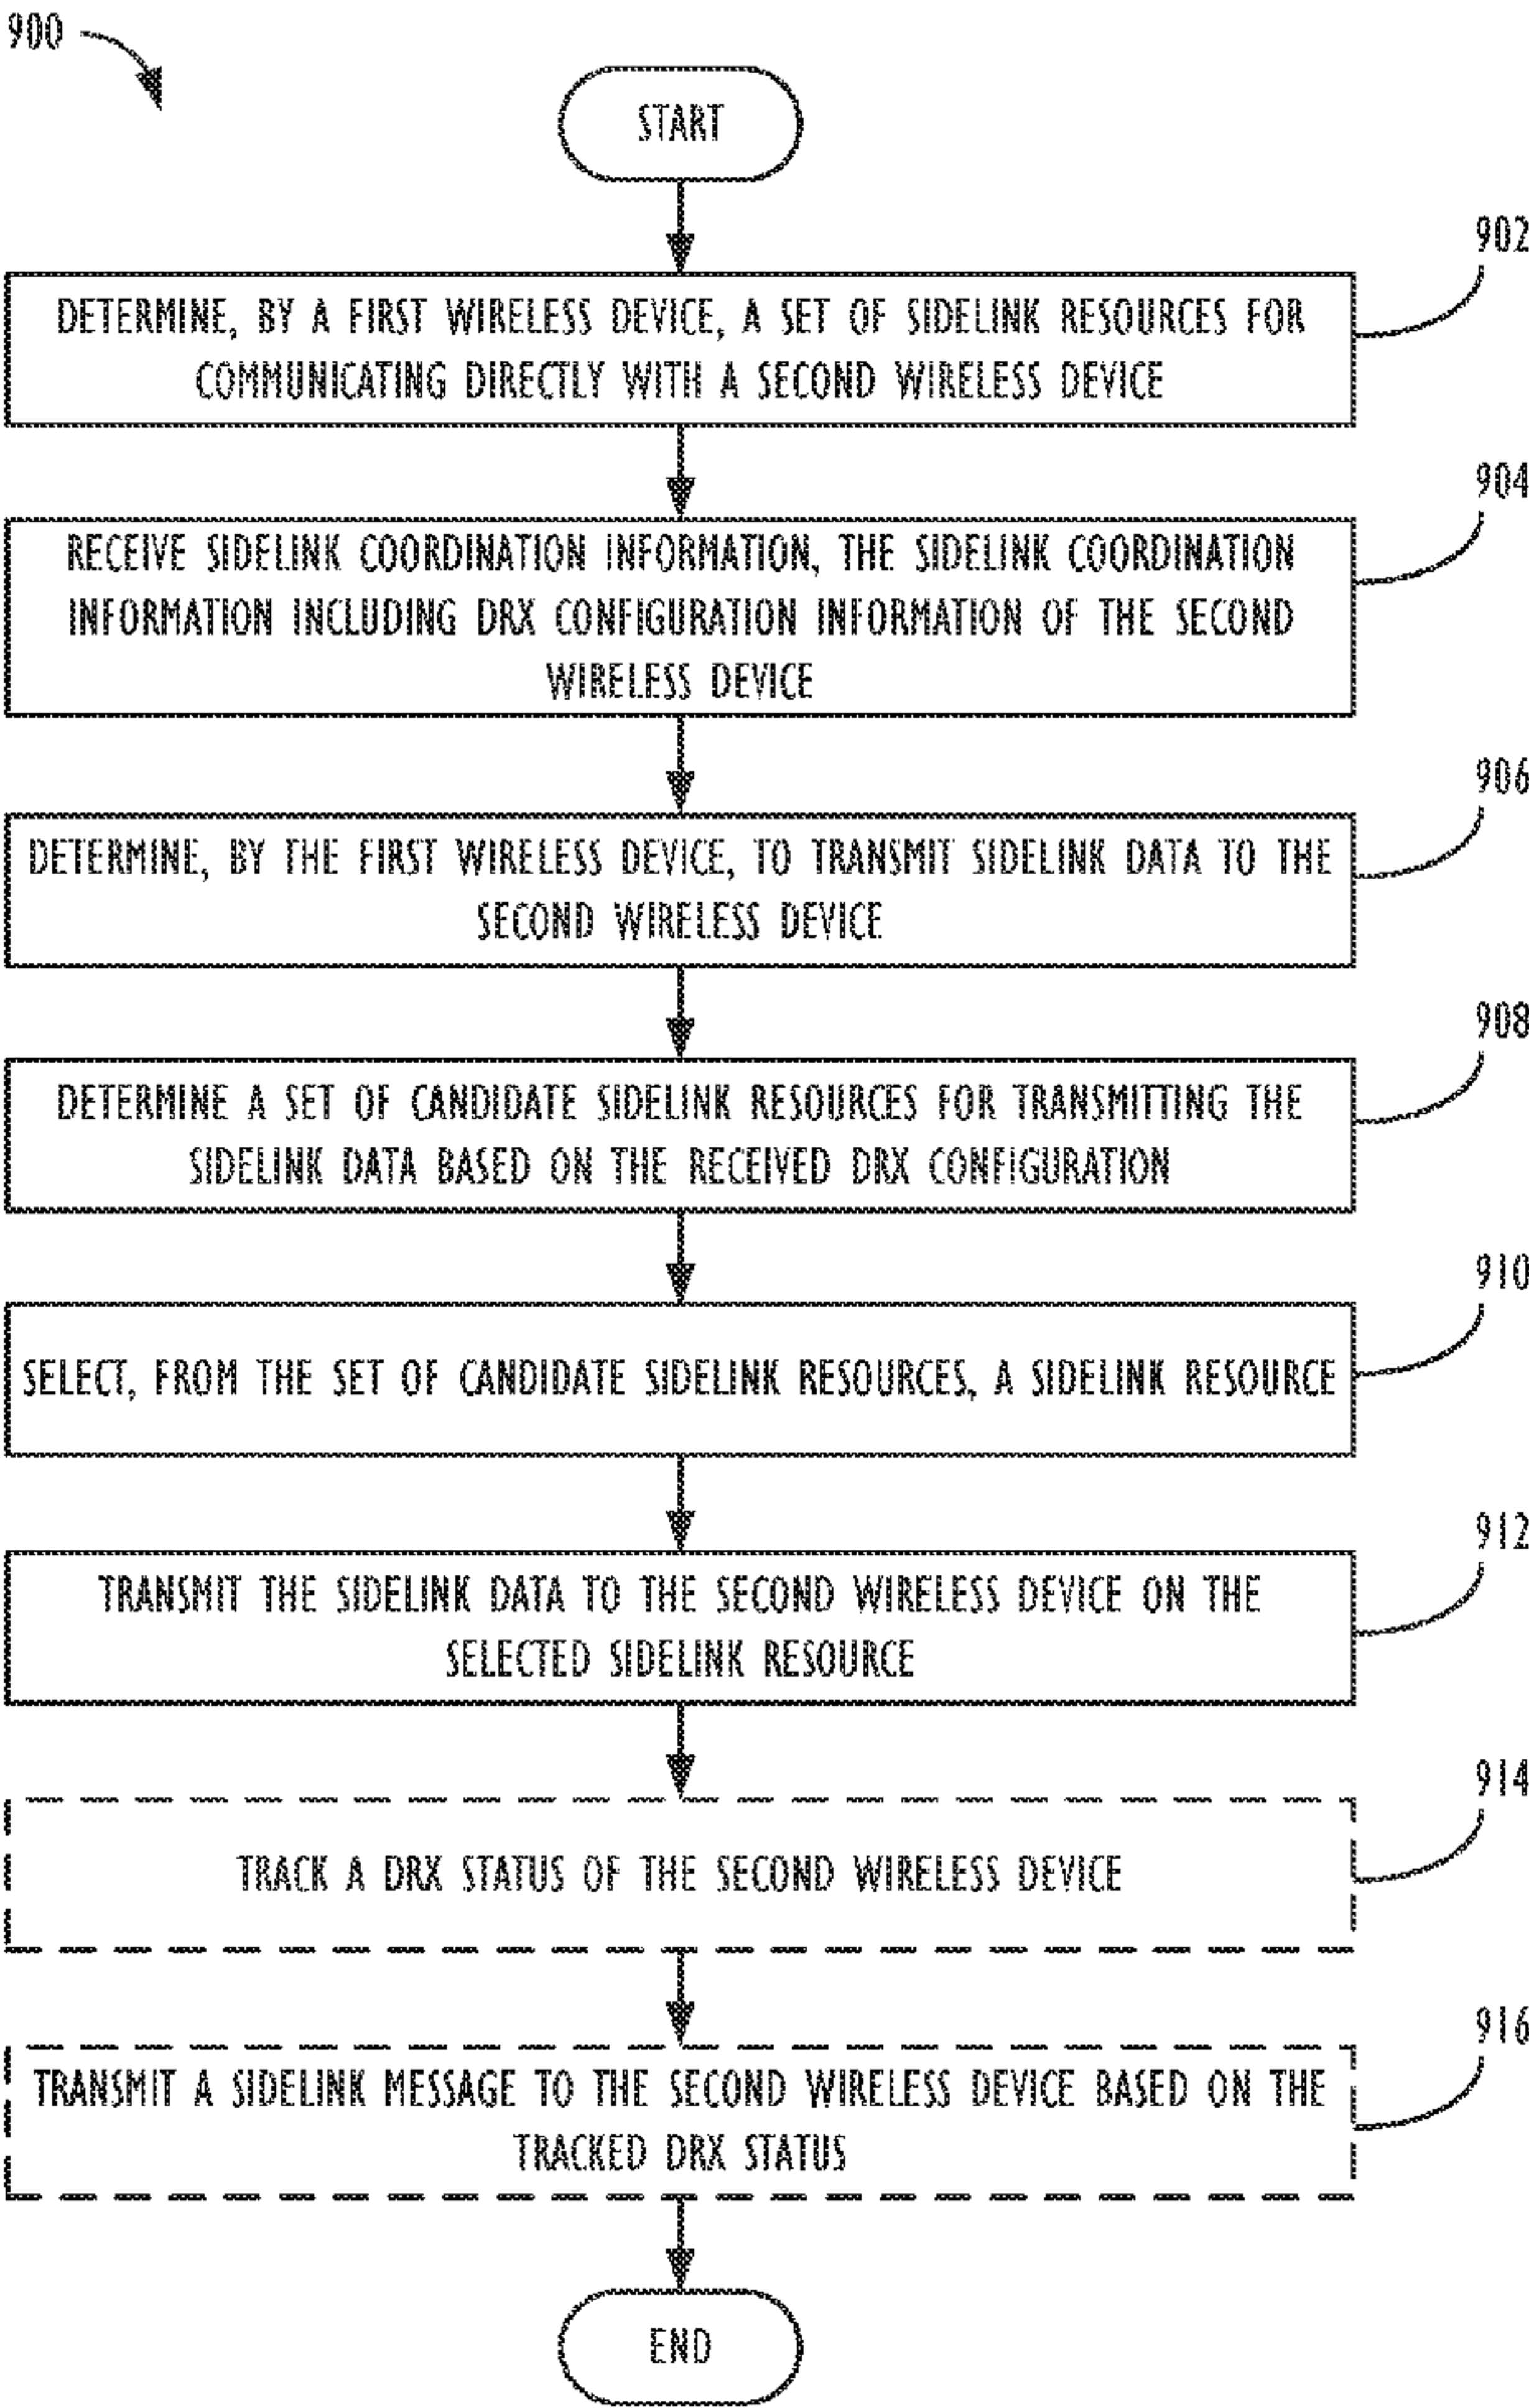 900
START
902
DETERMINE, BY A FIRST WIRELESS DEVICE, A SET OF SIDELINK RESOURCES FOR
COMMUNICATING DIRECTLY WITH A SECOND WIRELESS DEVICE
904
RECEIVE SIDELINK COORDINATION INFORMATION, THE SIDELINK COORDINATION
INFORMATION INCLUDING DRX CONFIGURATION INFORMATION OF THE SECOND
WIRELESS DEVICE
906
DETERMINE, BY THE FIRST WIRELESS DEVICE, TO TRANSMIT SIDELINK DATA TO THE
SECOND WIRELESS DEVICE
908
DETERMINE A SET OF CANDIDATE SIDELINK RESOURCES FOR TRANSMITTING THE
SIDELINK DATA BASED ON THE RECEIVED DRX CONFIGURATION
910
SELECT, FROM THE SET OF CANDIDATE SIDELINK RESOURCES, A SIDELINK RESOURCE
912
TRANSMIT THE SIDELINK DATA TO THE SECOND WIRELESS DEVICE ON THE
SELECTED SIDELINK RESOURCE
914
TRACK A DRX STATUS OF THE SECOND WIRELESS DEVICE
916
TRANSMIT A SIDELINK MESSAGE TO THE SECOND WIRELESS DEVICE BASED ON THE
TRACKED DRX STATUS
END